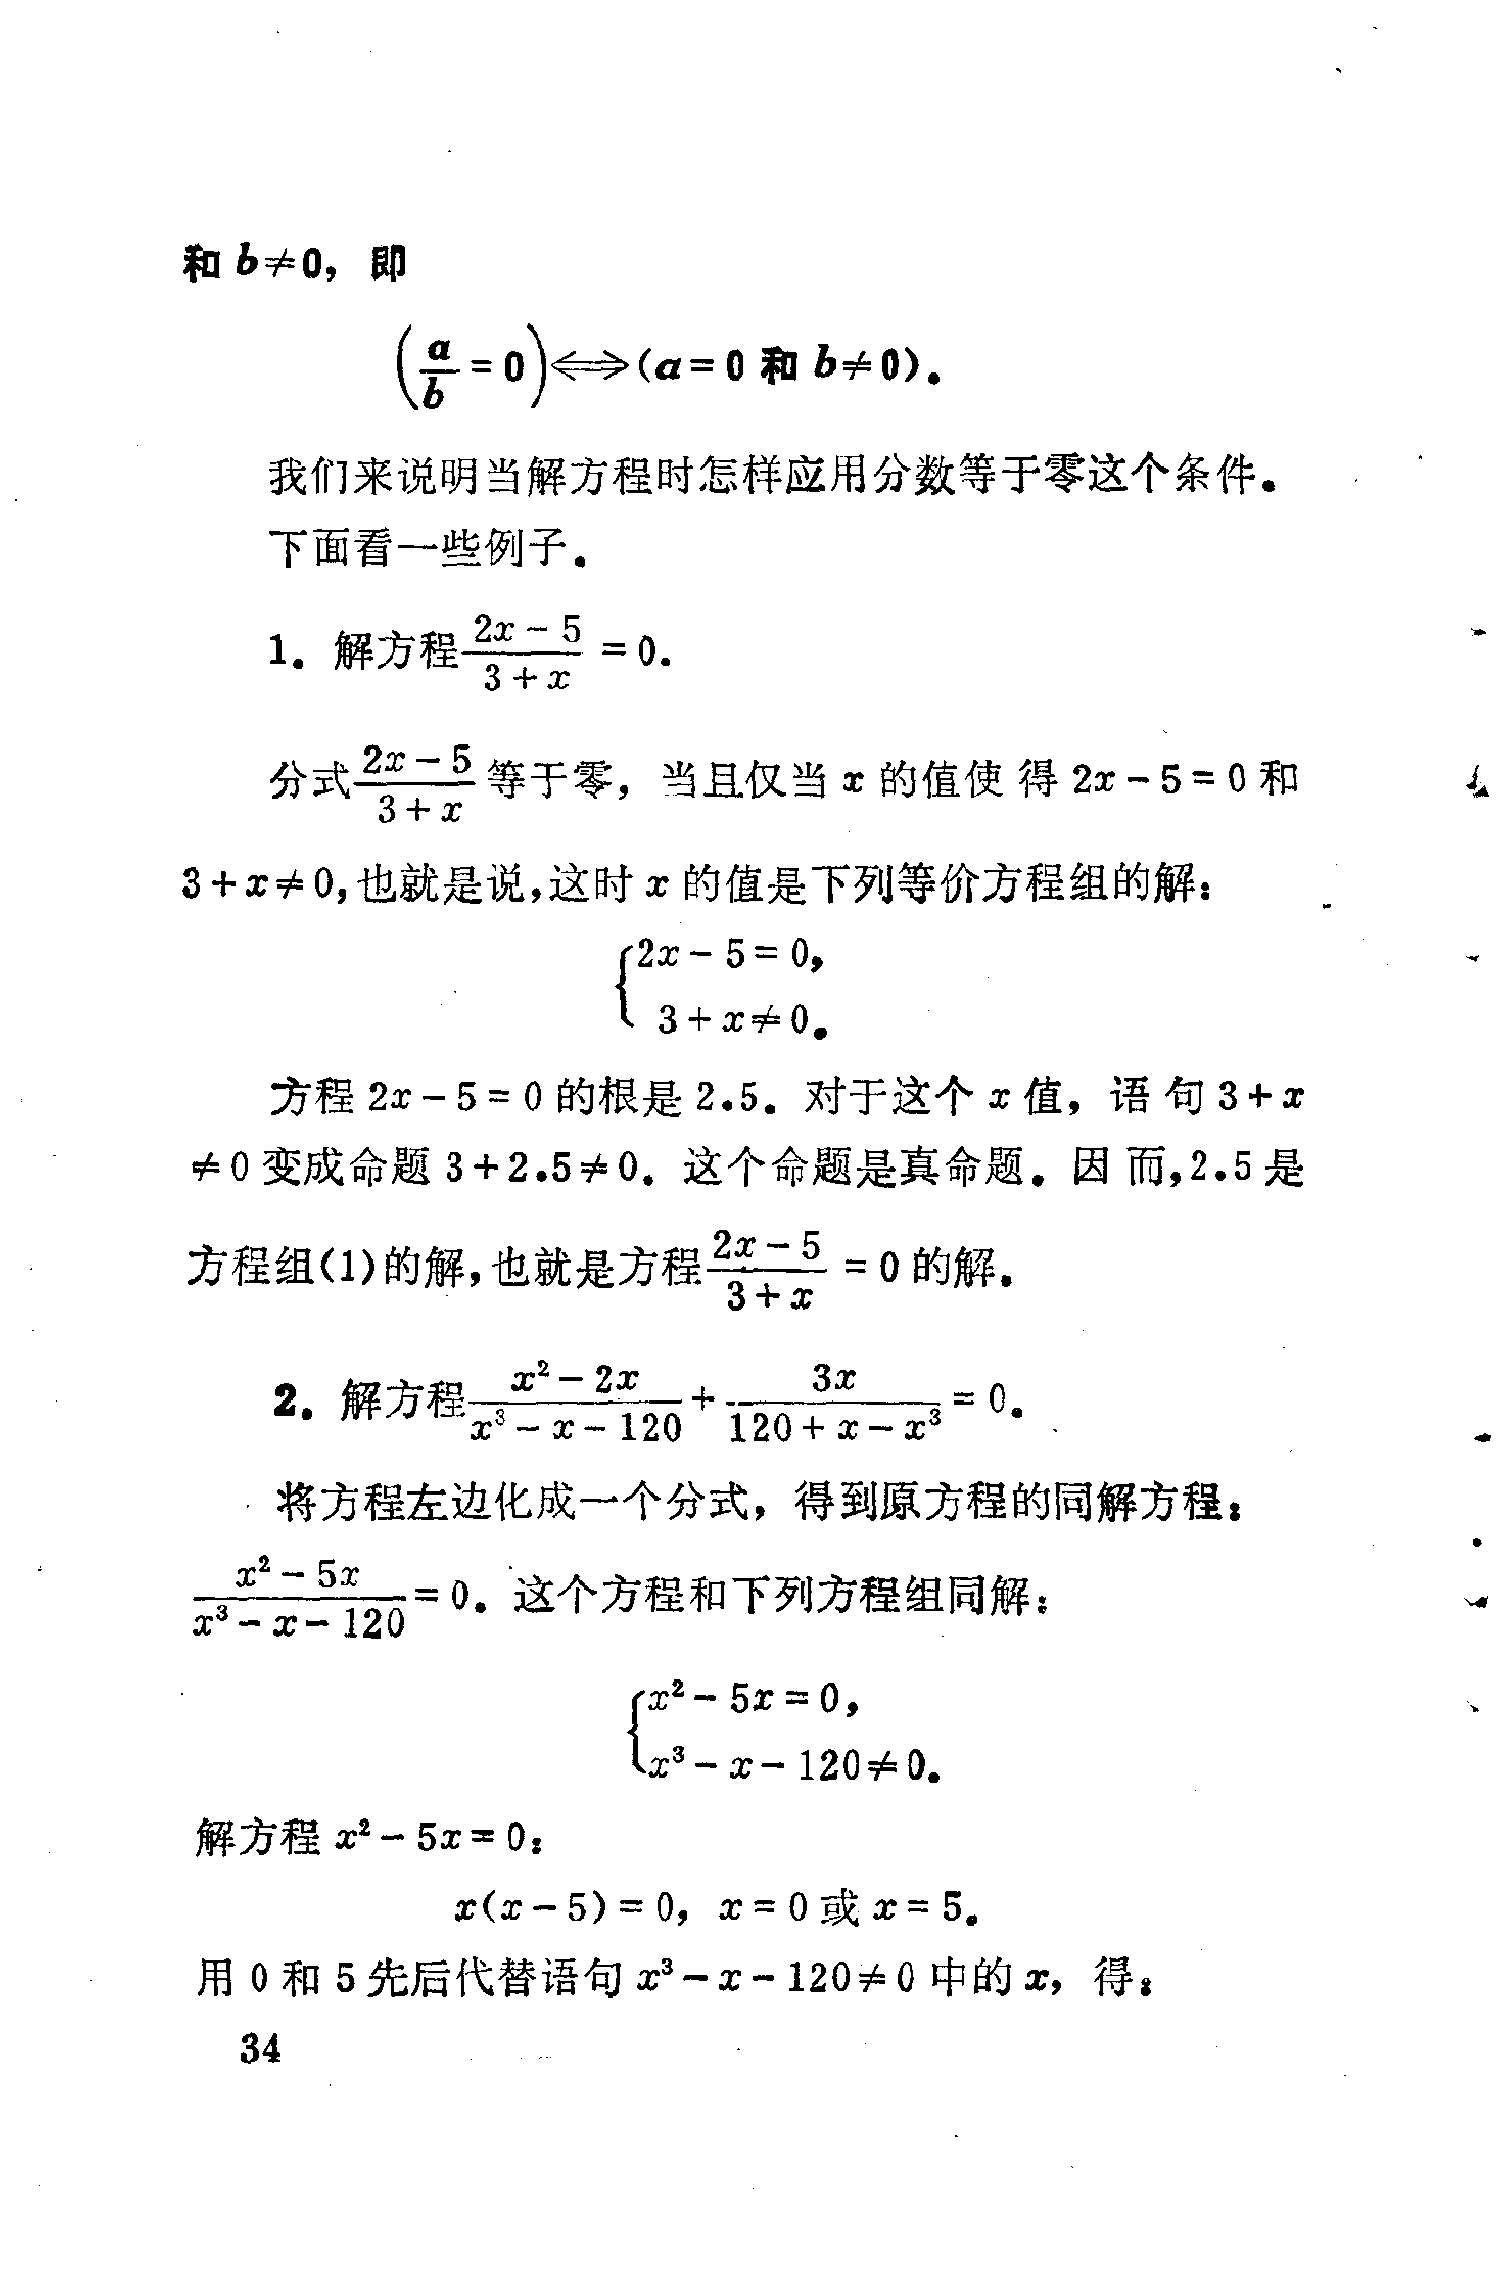 和 b≠0, 即
(a/b=0)⟺(a=0 和 b≠0).
我们来说明当解方程时怎样应用分数等于零这个条件.
下面看一些例子.
1. 解方程 (2x-5)/(3+x) =0.
分式 (2x-5)/(3+x) 等于零, 当且仅当 x 的值使得 2x-5=0 和
3+x≠0,也就是说,这时 x 的值是下列等价方程组的解:
{2x-5=0,
3+x≠0.
方程 2x-5=0 的根是 2.5. 对于这个 x 值, 语句 3+x
≠0 变成命题 3+2.5≠0. 这个命题是真命题. 因而,2.5 是
方程组(1)的解,也就是方程 (2x-5)/(3+x) =0 的解.
2. 解方程 (x²-2x)/(x³-x-120) + 3x/(120+x-x³) =0.
将方程左边化成一个分式, 得到原方程的同解方程:
(x²-5x)/(x³-x-120) =0. 这个方程和下列方程组同解:
{x²-5x=0,
x³-x-120≠0.
解方程 x²-5x=0:
x(x-5)=0, x=0 或 x=5.
用 0 和 5 先后代替语句 x³-x-120≠0 中的 x, 得:
34